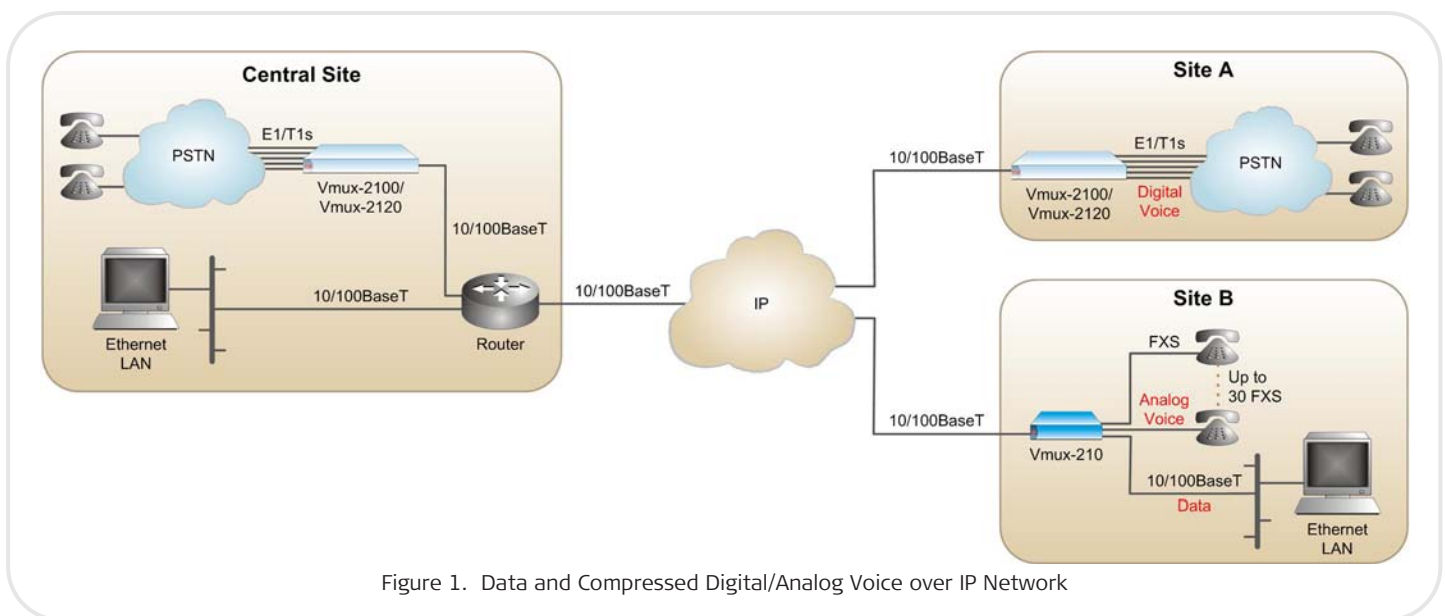 Central Site
E1/T1s
PSTN
Vmux-2100/
Vmux-2120
10/100BaseT
10/100BaseT
Ethernet
LAN
Router
10/100BaseT
IP
10/100BaseT
10/100BaseT
Site A
E1/T1s
PSTN
Vmux-2100/
Vmux-2120
Digital
Voice
Site B
FXS
Up to
30 FXS
Analog
Voice
Vmux-210
10/100BaseT
Data
Ethernet
LAN
Figure 1. Data and Compressed Digital/Analog Voice over IP Network